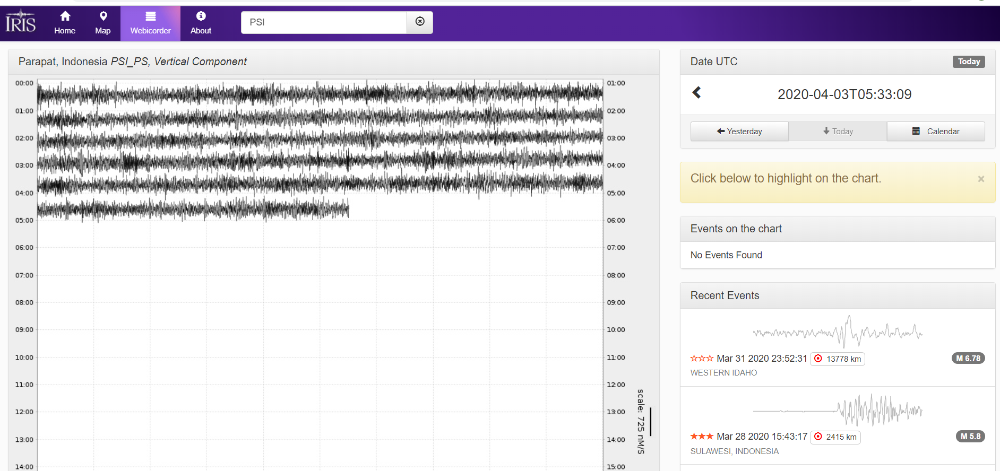 IRIS
Home
Map
Webicorder
About
PSI
Parapat, Indonesia PSI_PS, Vertical Component
00:00 01:00
01:00 02:00
02:00 03:00
03:00 04:00
04:00 05:00
05:00 06:00
06:00 07:00
07:00 08:00
08:00 09:00
09:00 10:00
10:00 11:00
11:00 12:00
12:00 13:00
13:00 14:00
14:00 15:00
scale: 725 nM/S
Date UTC Today
2020-04-03T05:33:09
Yesterday Today Calendar
Click below to highlight on the chart. ×
Events on the chart
No Events Found
Recent Events
☆☆☆ Mar 31 2020 23:52:31 13778 km M 6.78
WESTERN IDAHO
★★★ Mar 28 2020 15:43:17 2415 km M 5.8
SULAWESI, INDONESIA